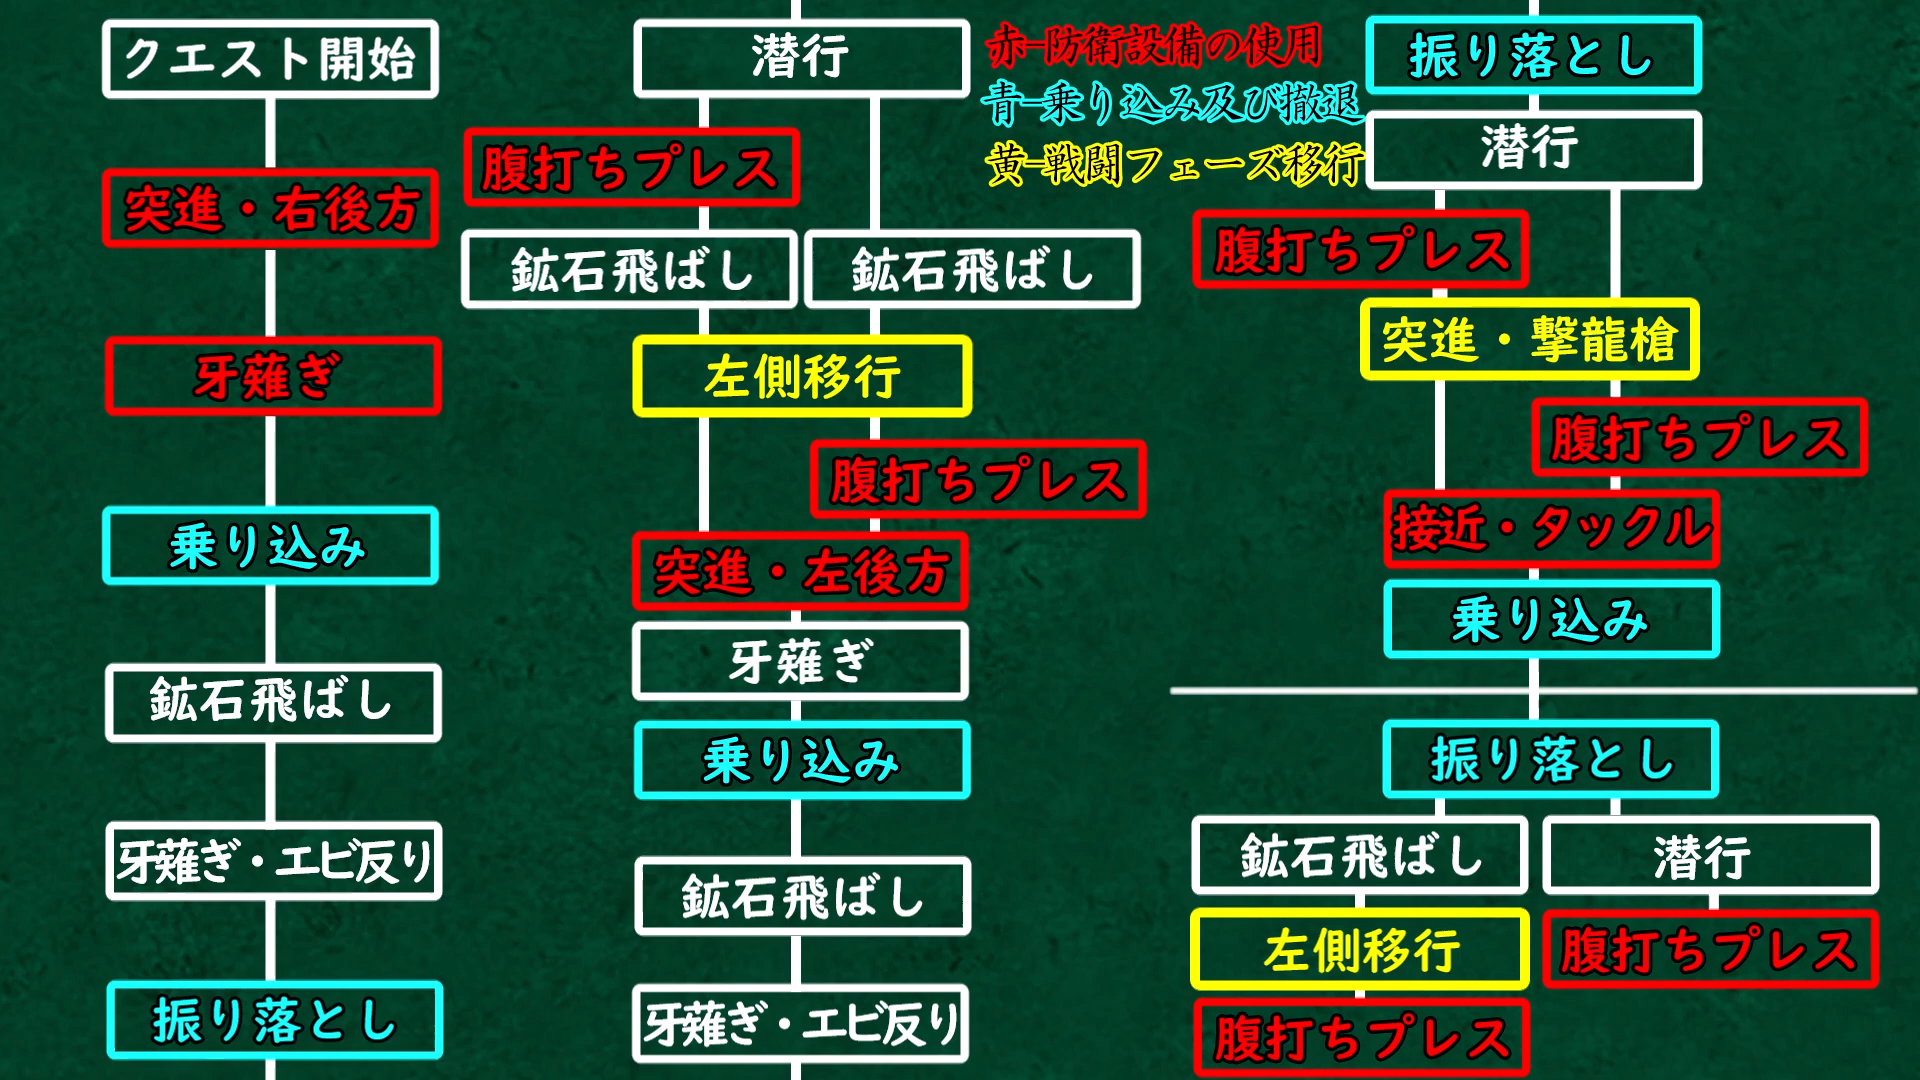 クエスト開始
突進・右後方
牙薙ぎ
乗り込み
鉱石飛ばし
牙薙ぎ・エビ反り
振り落とし
潜行
腹打ちプレス
鉱石飛ばし
鉱石飛ばし
左側移行
腹打ちプレス
突進・左後方
牙薙ぎ
乗り込み
鉱石飛ばし
牙薙ぎ・エビ反り
赤-防衛設備の使用
青-乗り込み及び撤退
黄-戦闘フェーズ移行
振り落とし
潜行
腹打ちプレス
突進・撃龍槍
腹打ちプレス
接近・タックル
乗り込み
振り落とし
鉱石飛ばし
潜行
左側移行
腹打ちプレス
腹打ちプレス